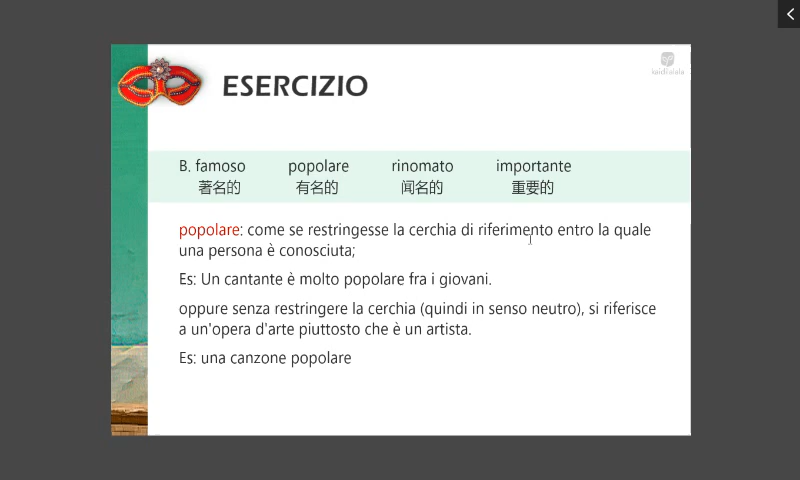 ESERCIZIO
kaidialala
B. famoso popolare rinomato importante
著名的 有名的 闻名的 重要的
popolare: come se restringesse la cerchia di riferimento entro la quale
una persona è conosciuta;
Es: Un cantante è molto popolare fra i giovani.
oppure senza restringere la cerchia (quindi in senso neutro), si riferisce
a un'opera d'arte piuttosto che è un artista.
Es: una canzone popolare